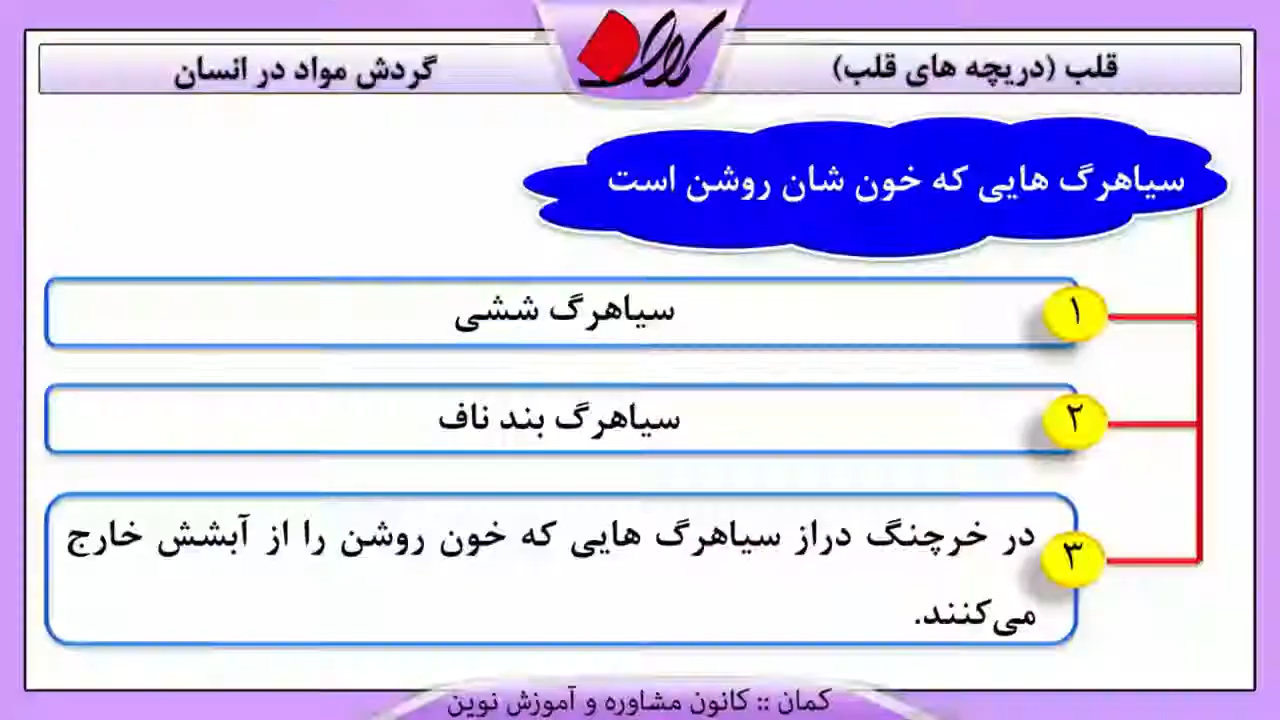 قلب (دریچه های قلب)
کمان
گردش مواد در انسان
سیاهرگ هایی که خون شان روشن است
۱
سیاهرگ ششی
۲
سیاهرگ بند ناف
۳
در خرچنگ دراز سیاهرگ هایی که خون روشن را از آبشش خارج
می‌کنند.
کمان :: کانون مشاوره و آموزش نوین